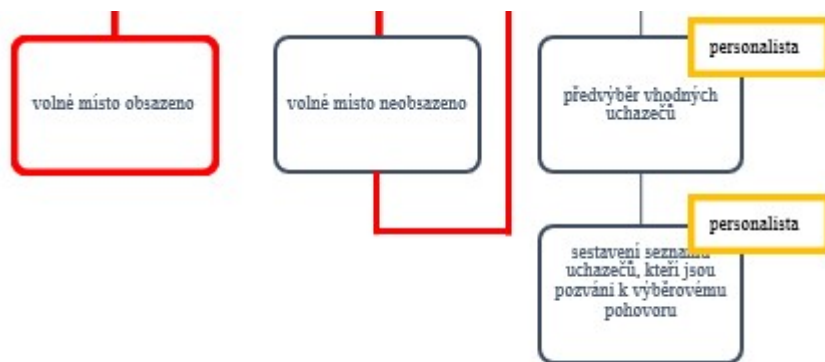 personalista
volné místo obsazeno
volné místo neobsazeno
předvýběr vhodných
uchazečů
personalista
sestavení seznamu
uchazečů, kteří jsou
pozváni k výběrovému
pohovoru